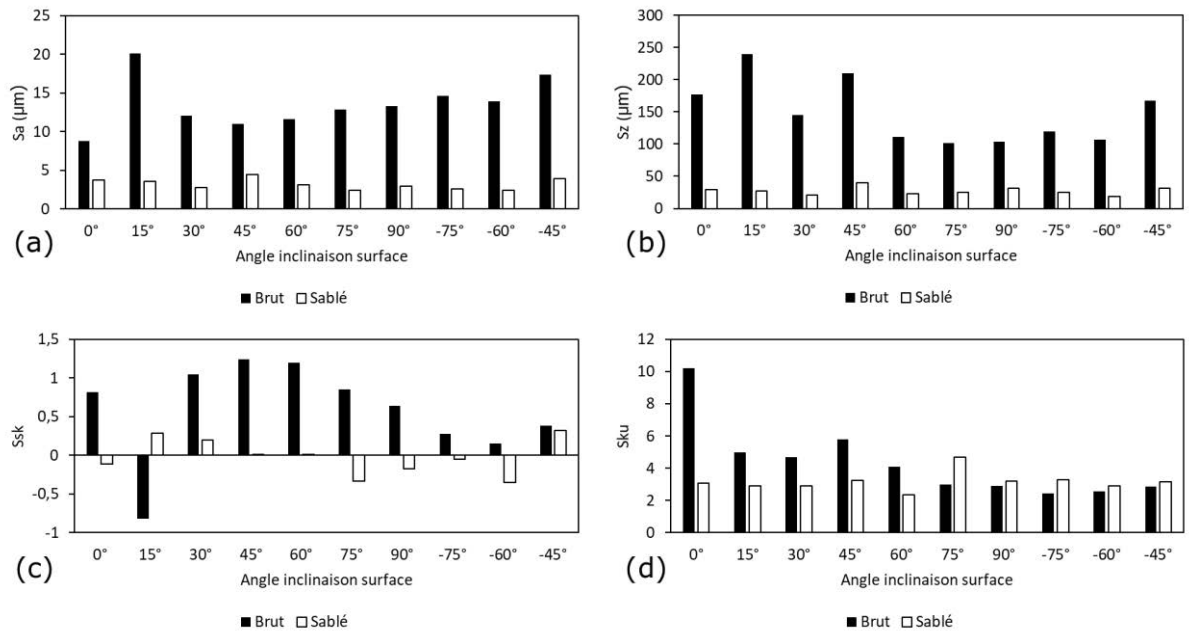 25
20
15
10
5
0
Sa (µm)
0° 15° 30° 45° 60° 75° 90° -75° -60° -45°
(a)
Angle inclinaison surface
Brut Sablé
300
250
200
150
100
50
0
Sz (µm)
0° 15° 30° 45° 60° 75° 90° -75° -60° -45°
(b)
Angle inclinaison surface
Brut Sablé
1,5
1
0,5
0
-0,5
-1
Ssk
0° 15° 30° 45° 60° 75° 90° -75° -60° -45°
(c)
Angle inclinaison surface
Brut Sablé
12
10
8
6
4
2
0
Sku
0° 15° 30° 45° 60° 75° 90° -75° -60° -45°
(d)
Angle inclinaison surface
Brut Sablé